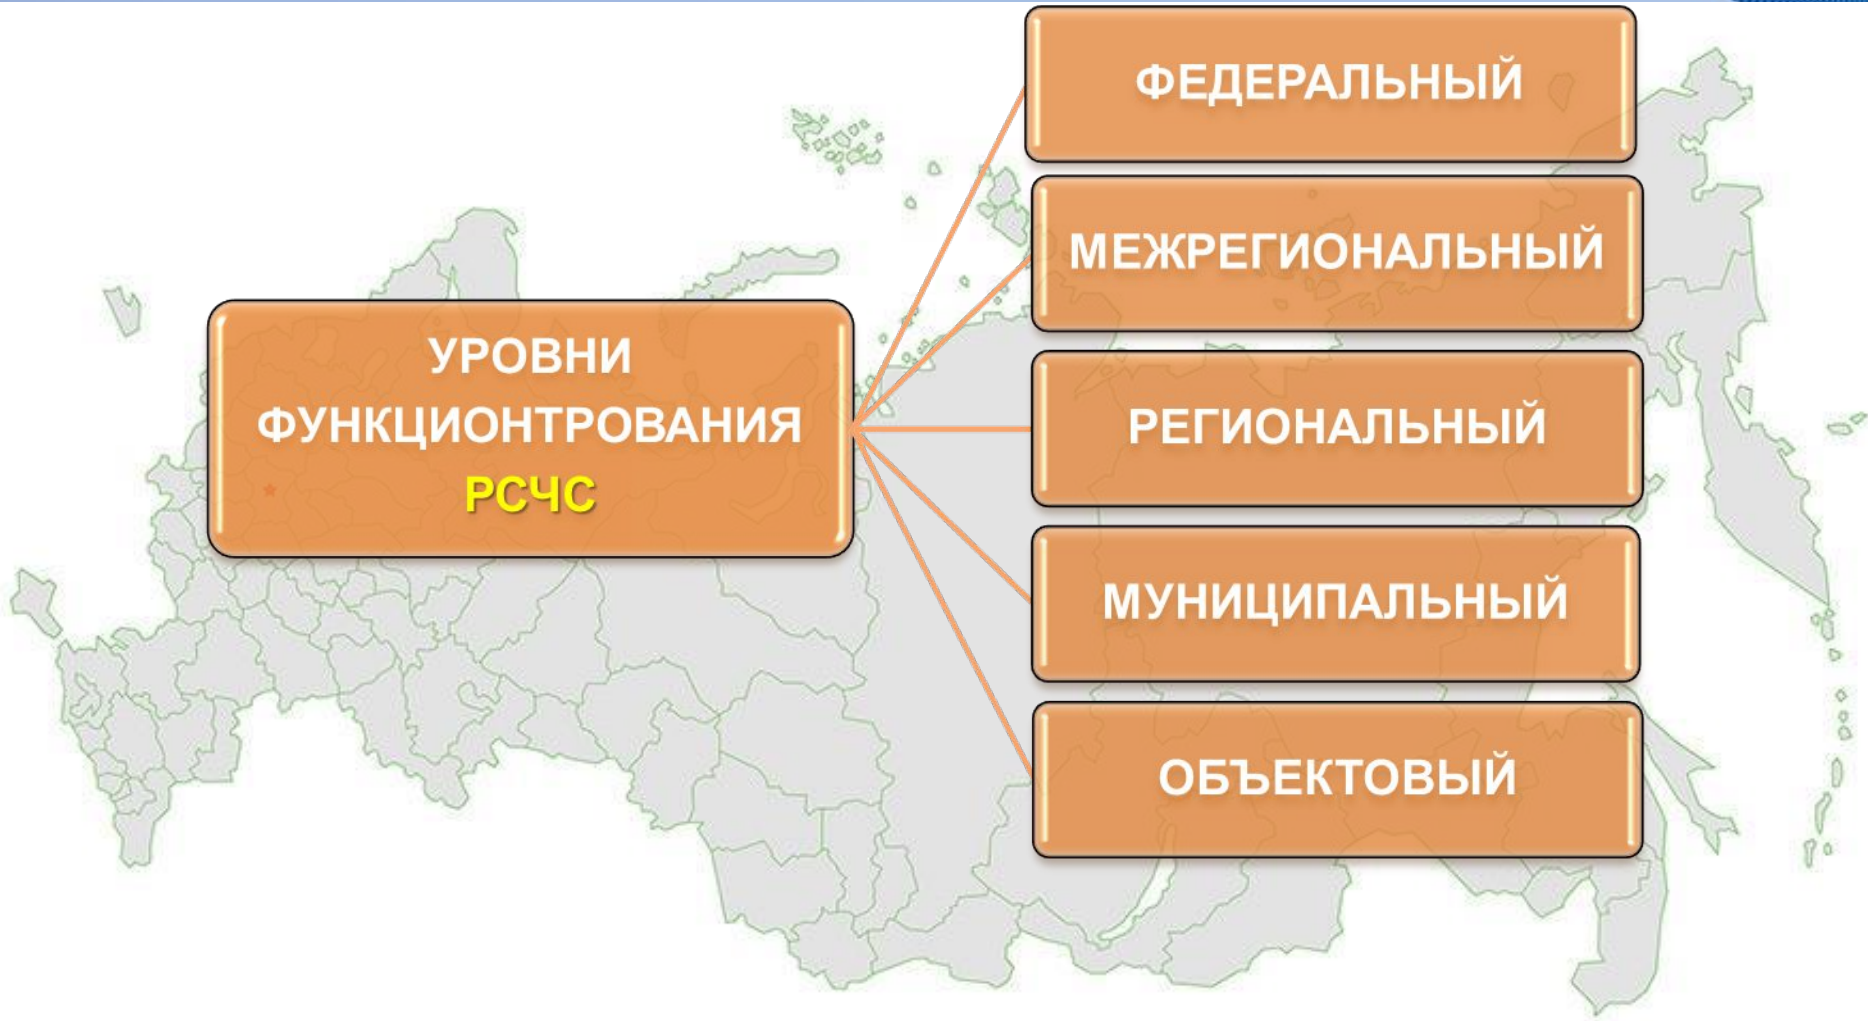 УРОВНИ
ФУНКЦИОНТРОВАНИЯ
РСЧС
ФЕДЕРАЛЬНЫЙ
МЕЖРЕГИОНАЛЬНЫЙ
РЕГИОНАЛЬНЫЙ
МУНИЦИПАЛЬНЫЙ
ОБЪЕКТОВЫЙ